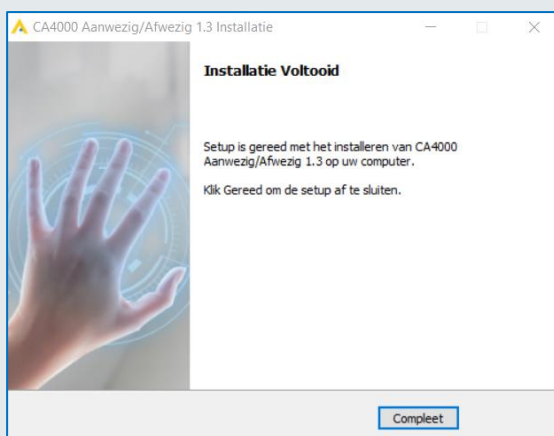 CA4000 Aanwezig/Afwezig 1.3 Installatie
Installatie Voltooid
Setup is gereed met het installeren van CA4000
Aanwezig/Afwezig 1.3 op uw computer.
Klik Gereed om de setup af te sluiten.
Compleet